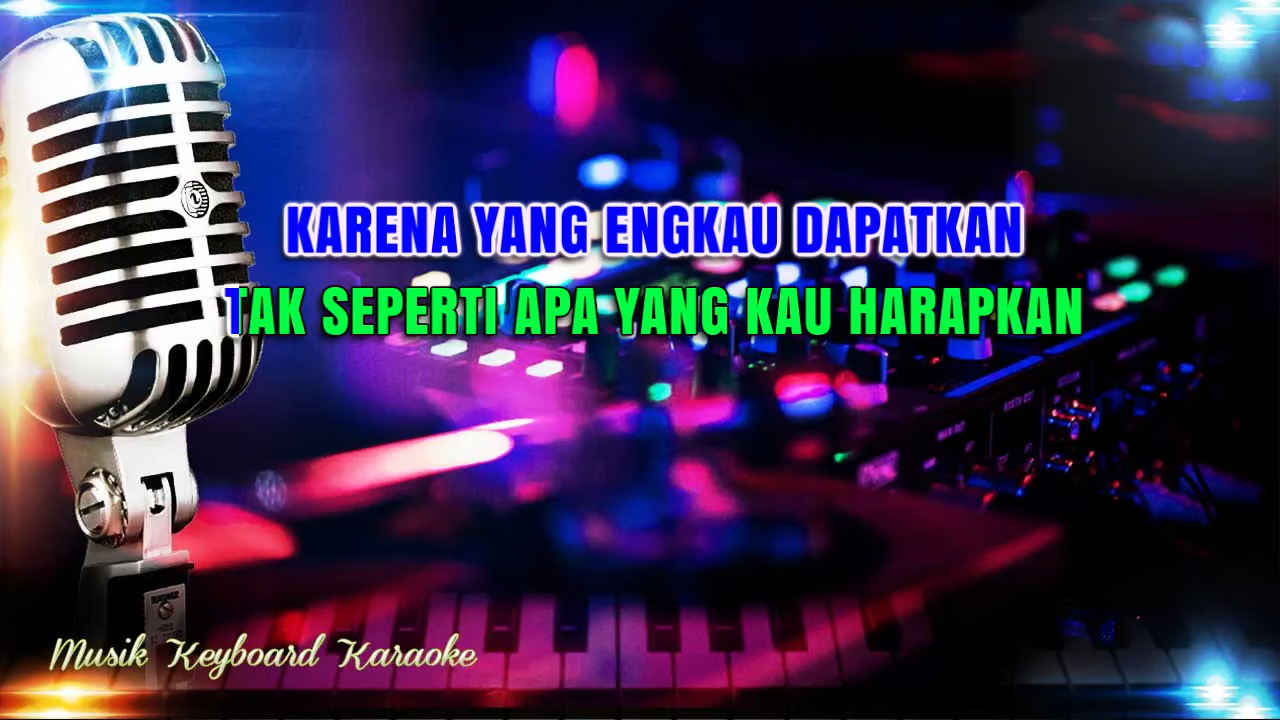 KARENA YANG ENGKAU DAPATKAN
TAK SEPERTI APA YANG KAU HARAPKAN
Musik Keyboard Karaoke